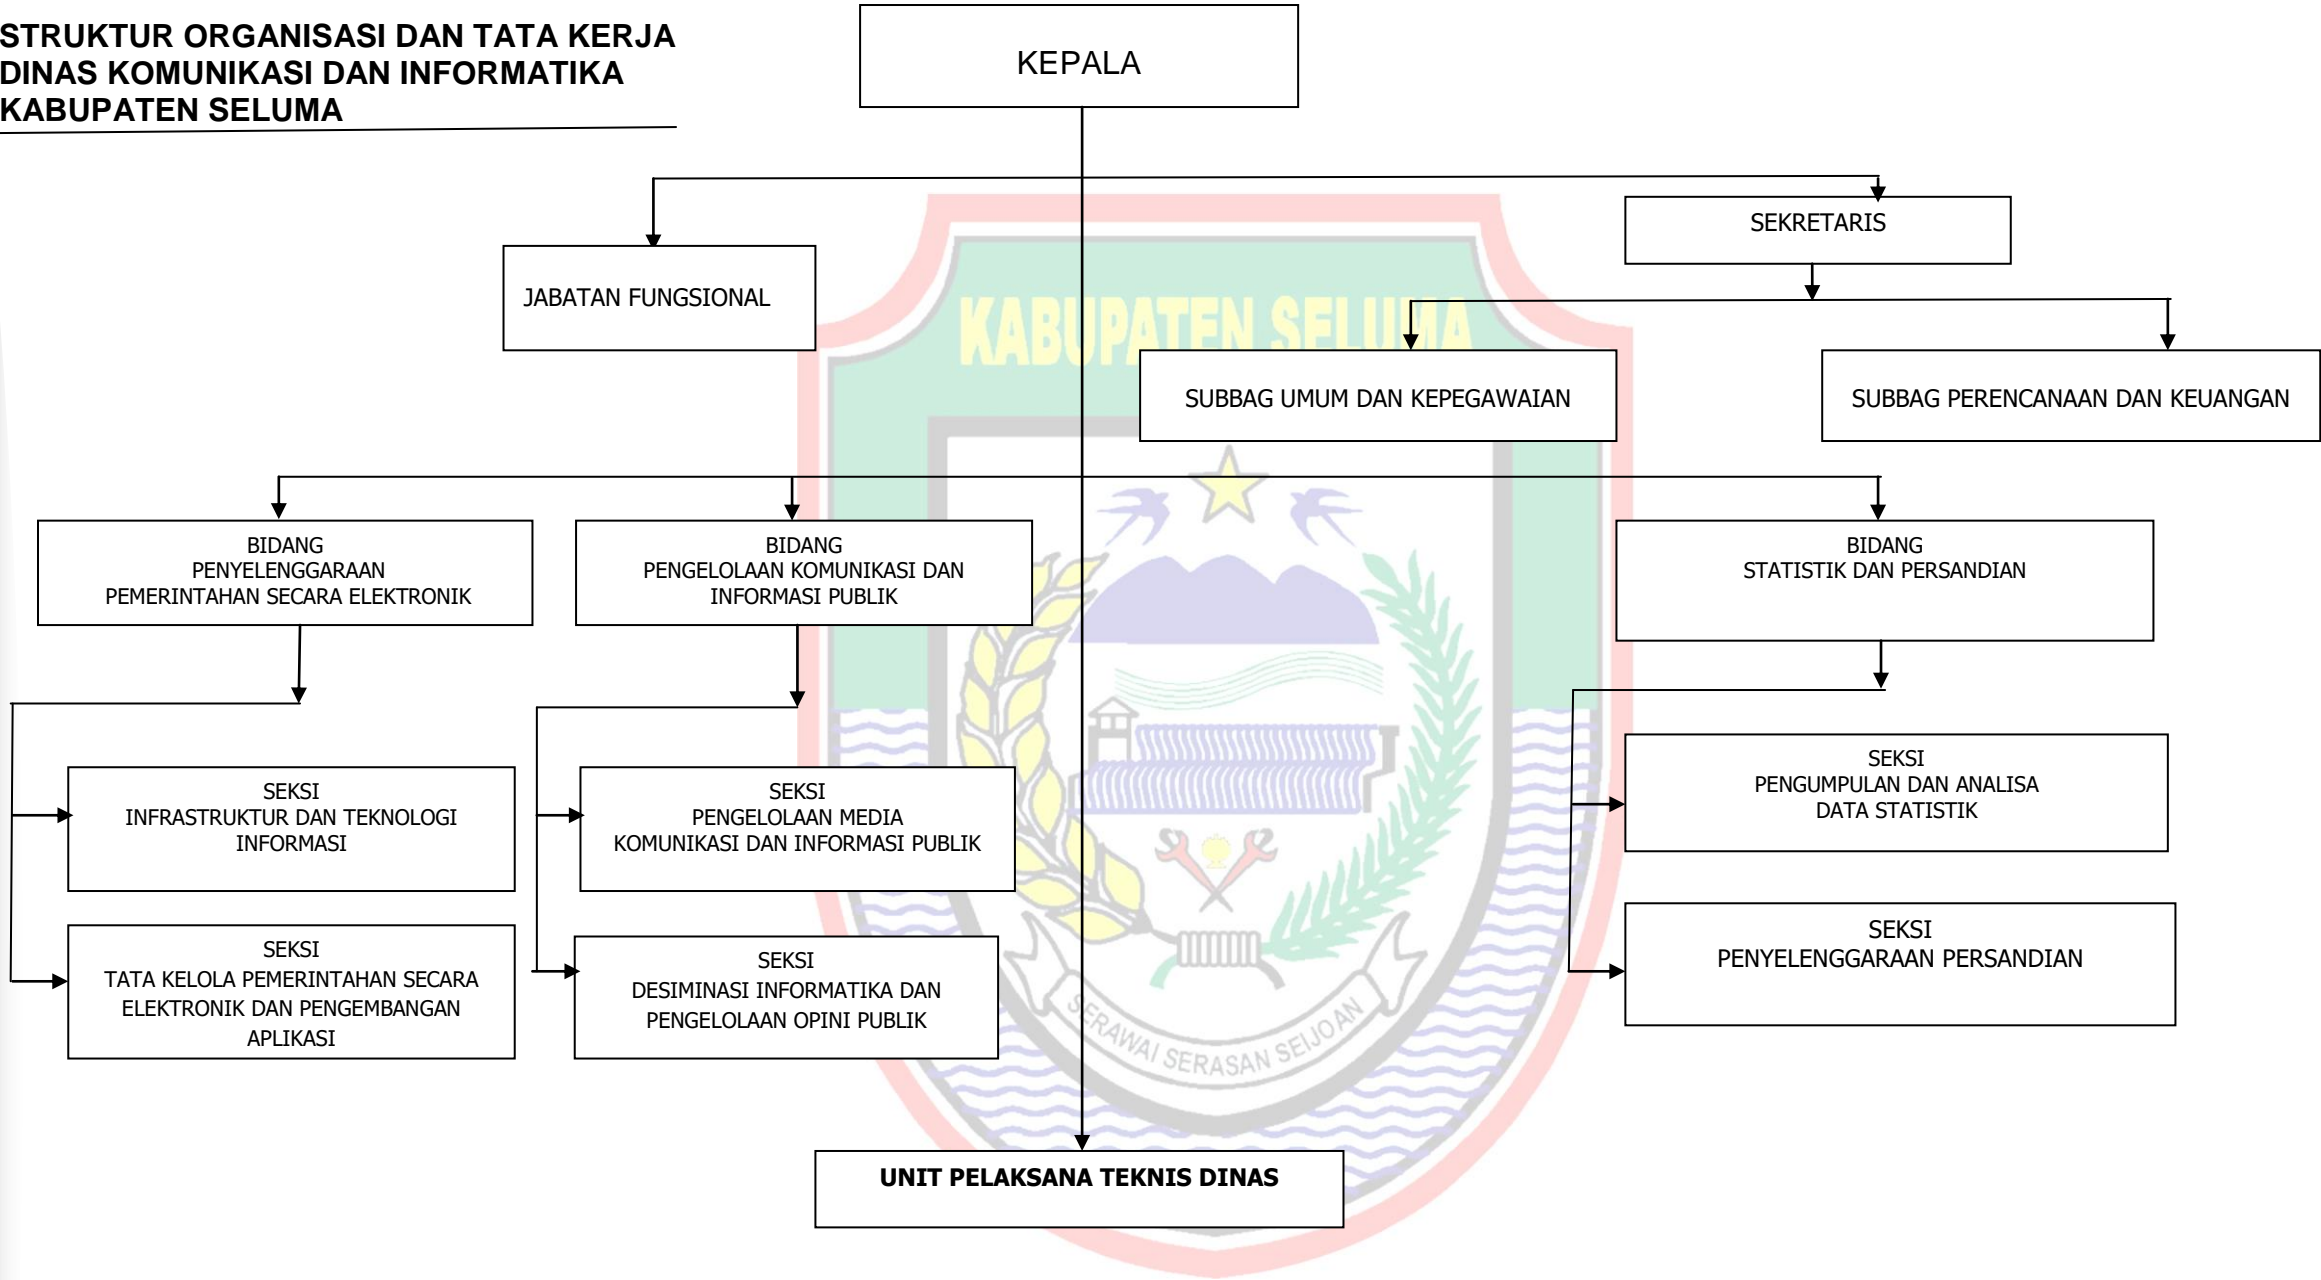 STRUKTUR ORGANISASI DAN TATA KERJA
DINAS KOMUNIKASI DAN INFORMATIKA
KABUPATEN SELUMA
KEPALA
SEKRETARIS
JABATAN FUNGSIONAL
KABUPATEN SELUMA
SUBBAG UMUM DAN KEPEGAWAIAN
SUBBAG PERENCANAAN DAN KEUANGAN
BIDANG
PENYELENGGARAAN
PEMERINTAHAN SECARA ELEKTRONIK
BIDANG
PENGELOLAAN KOMUNIKASI DAN
INFORMASI PUBLIK
BIDANG
STATISTIK DAN PERSANDIAN
SEKSI
INFRASTRUKTUR DAN TEKNOLOGI
INFORMASI
SEKSI
PENGELOLAAN MEDIA
KOMUNIKASI DAN INFORMASI PUBLIK
SEKSI
PENGUMPULAN DAN ANALISA
DATA STATISTIK
SEKSI
TATA KELOLA PEMERINTAHAN SECARA
ELEKTRONIK DAN PENGEMBANGAN
APLIKASI
SEKSI
DESIMINASI INFORMATIKA DAN
PENGELOLAAN OPINI PUBLIK
SEKSI
PENYELENGGARAAN PERSANDIAN
SERAWAI SERASAN SEIJOAN
UNIT PELAKSANA TEKNIS DINAS